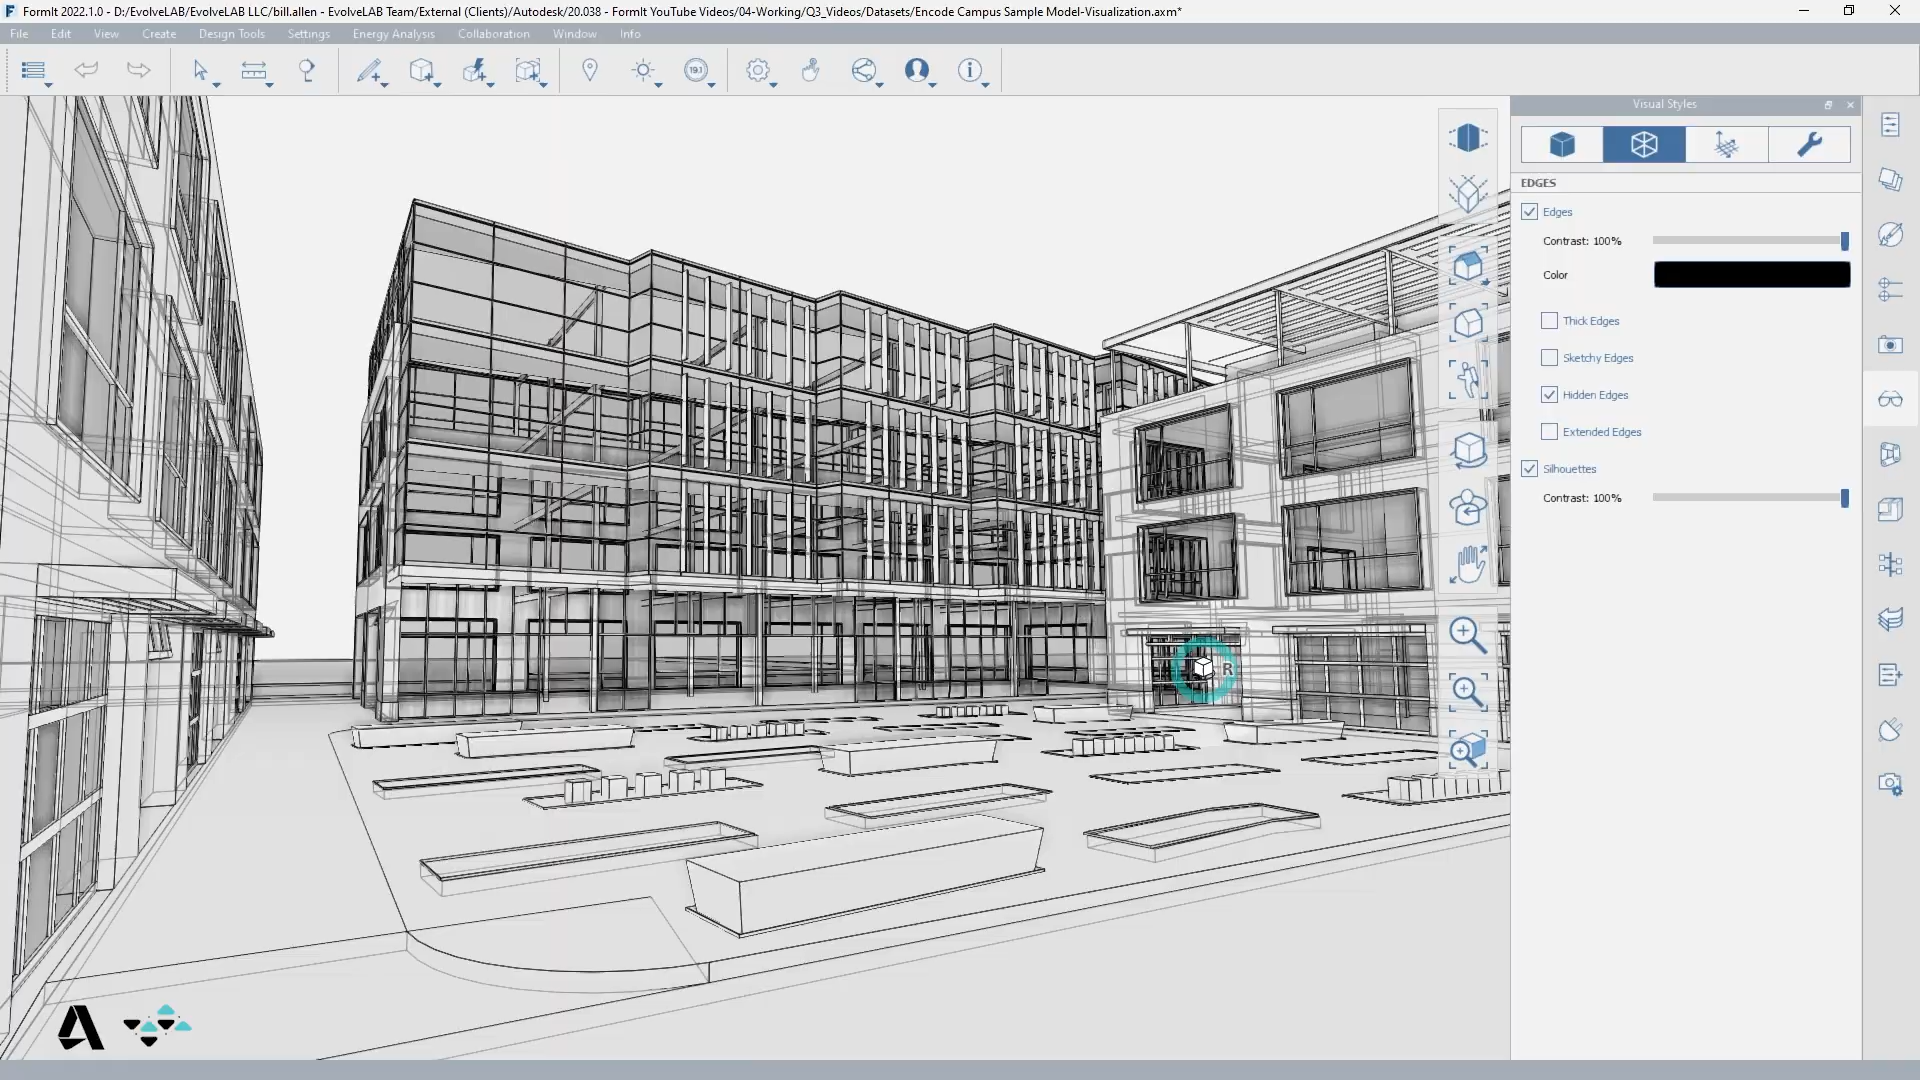 FormIt 2022.1.0 - D:/EvolveLAB/EvolveLAB LLC/bill.allen - EvolveLAB Team/External (Clients)/Autodesk/20.038 - FormIt YouTube Videos/04-Working/Q3_Videos/Datasets/Encode Campus Sample Model-Visualization.axm*
File Edit View Create Design Tools Settings Energy Analysis Collaboration Window Info
19.1
Visual Styles
EDGES
Edges
Contrast: 100%
Color
Thick Edges
Sketchy Edges
Hidden Edges
Extended Edges
Silhouettes
Contrast: 100%
R